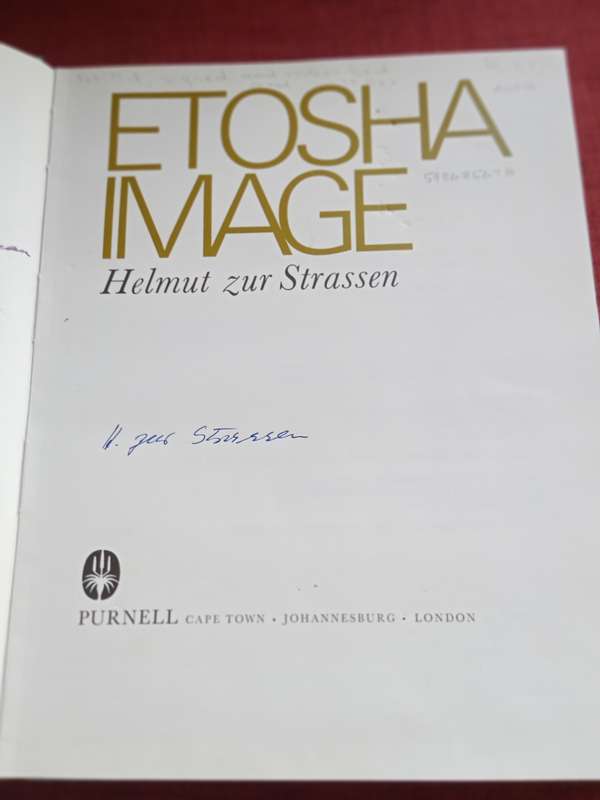 ETOSHA
IMAGE
Helmut zur Strassen
H. zur Strassen
PURNELL CAPE TOWN • JOHANNESBURG • LONDON